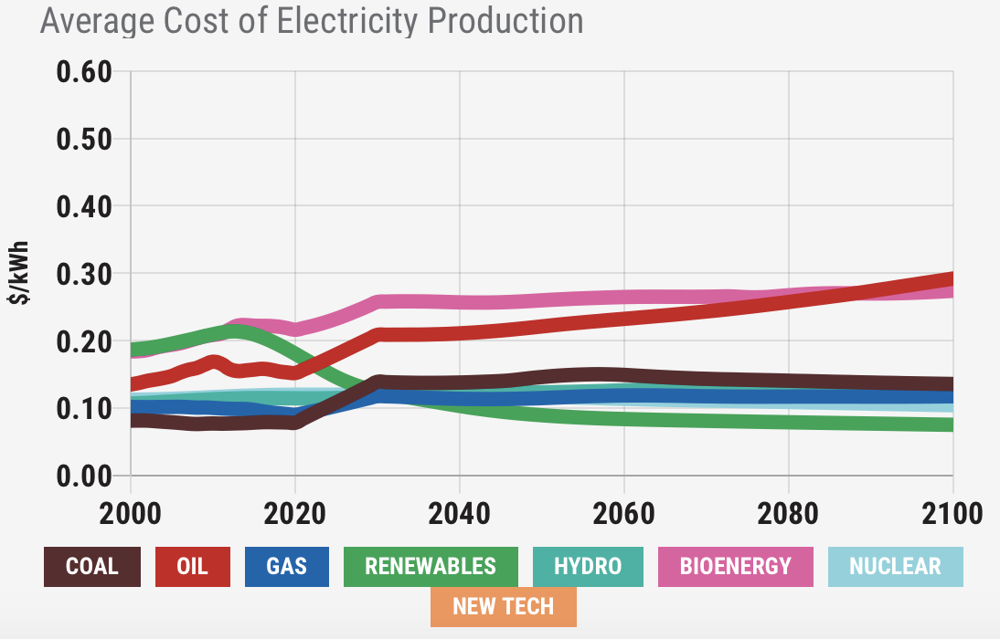 Average Cost of Electricity Production
0.60
0.50
0.40
$/kWh
0.30
0.20
0.10
0.00
2000 2020 2040 2060 2080 2100
COAL OIL GAS RENEWABLES HYDRO BIOENERGY NUCLEAR
NEW TECH